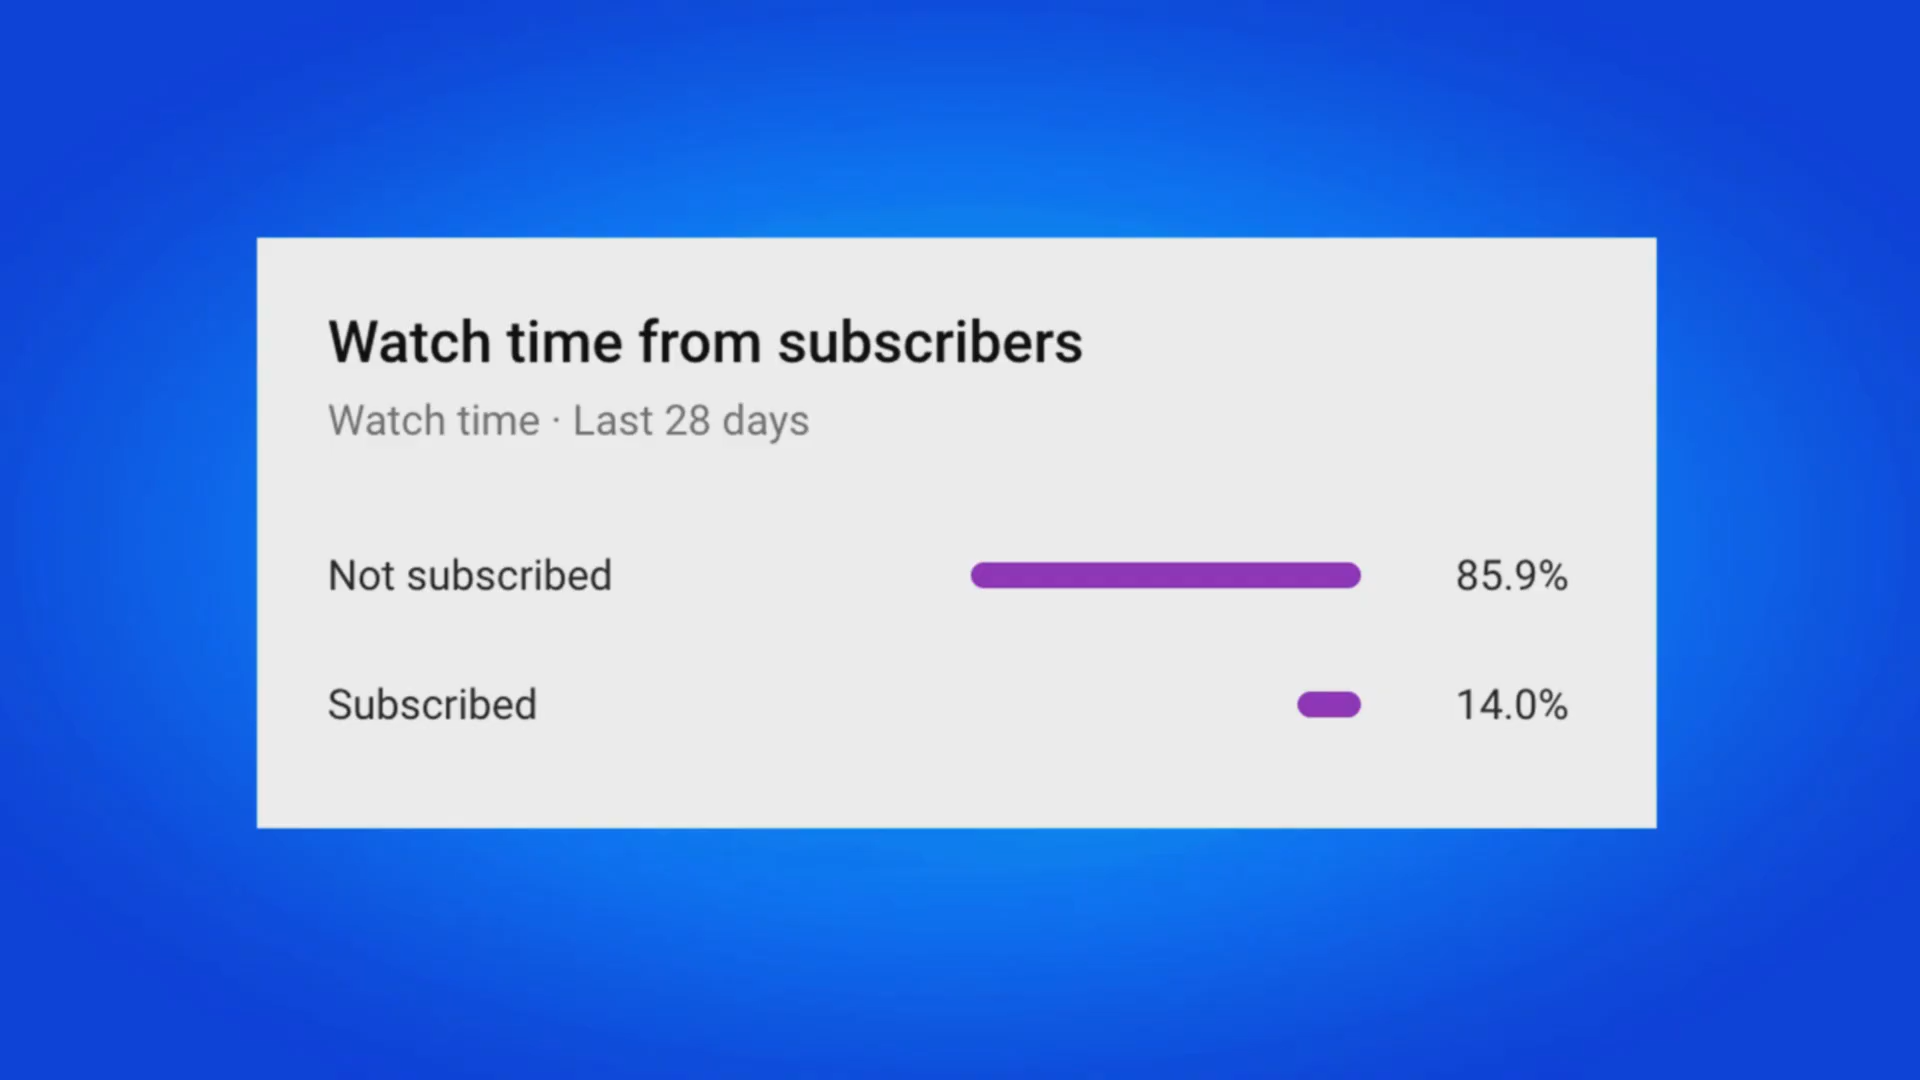 Watch time from subscribers
Watch time · Last 28 days
Not subscribed 85.9%
Subscribed 14.0%